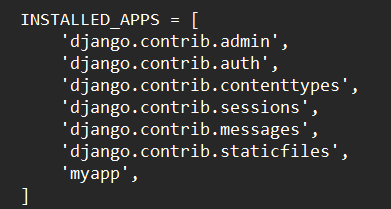 INSTALLED_APPS = [
    'django.contrib.admin',
    'django.contrib.auth',
    'django.contrib.contenttypes',
    'django.contrib.sessions',
    'django.contrib.messages',
    'django.contrib.staticfiles',
    'myapp',
]